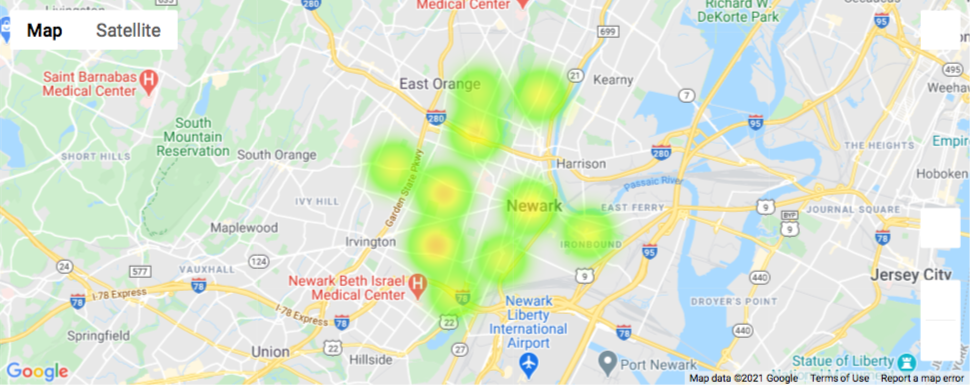 Livingston
280
Medical Center
Richard W.
DeKorte Park
Map
Satellite
699
95
495
Saint Barnabas
Medical Center
H
East Orange
21
Kearny
7
Weehaw
280
95
South
Mountain
Reservation
SHORT HILLS
South Orange
Harrison
280
THE HEIGHTS
Empire
Garden State Pkwy
IVY HILL
Passaic River
Hoboken
Newark
EAST FERRY
9
JOURNAL SQUARE
BYP
9
Maplewood
Irvington
IRONBOUND
95
78
24
577
VAUXHALL
124
9
440
Jersey City
Newark Beth Israel
Medical Center
H
78
I-78 Express
78
78
I-78 Express
78
22
Newark
Liberty
International
Airport
DROYER'S POINT
440
78
Springfield
Union
22
Hillside
27
Port Newark
Statue of Liberty
Google
Map data ©2021 Google
Terms of Use
Report a map error